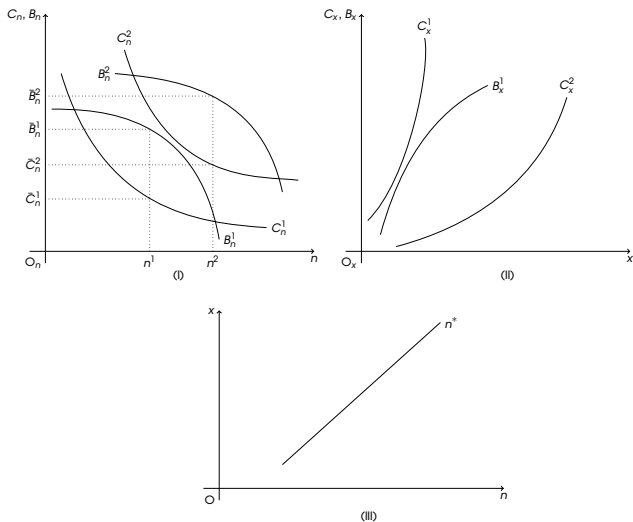 Cₙ, Bₙ
Cₙ²
Bₙ²
B̄ₙ²
B̄ₙ¹
C̄ₙ²
C̄ₙ¹
Cₙ¹
Bₙ¹
Oₙ
n¹
n²
n
(I)
Cₓ, Bₓ
Cₓ¹
Bₓ¹
Cₓ²
Oₓ
x
(II)
x
n*
O
n
(III)